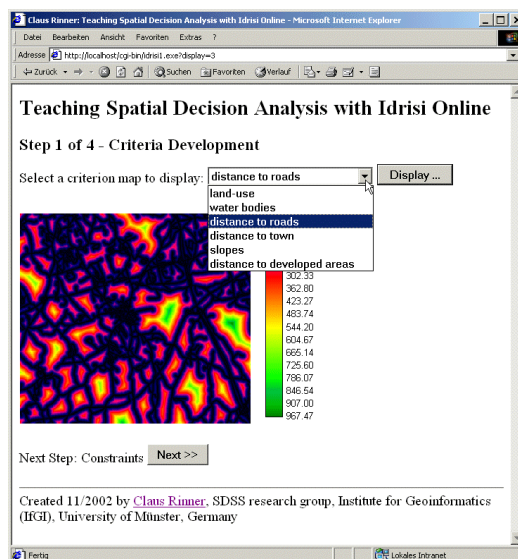 Claus Rinner: Teaching Spatial Decision Analysis with Idrisi Online - Microsoft Internet Explorer
Datei Bearbeiten Ansicht Favoriten Extras ?
Adresse http://localhost/cgi-bin/idrisi1.exe?display=3
Zurück Suchen Favoriten Verlauf
Teaching Spatial Decision Analysis with Idrisi Online
Step 1 of 4 - Criteria Development
Select a criterion map to display: distance to roads Display ...
land-use
water bodies
distance to roads
distance to town
slopes
distance to developed areas
302.33
362.80
423.27
483.74
544.20
604.67
665.14
725.60
786.07
846.54
907.00
967.47
Next Step: Constraints Next >>
Created 11/2002 by Claus Rinner, SDSS research group, Institute for Geoinformatics
(IfGI), University of Münster, Germany
Fertig Lokales Intranet